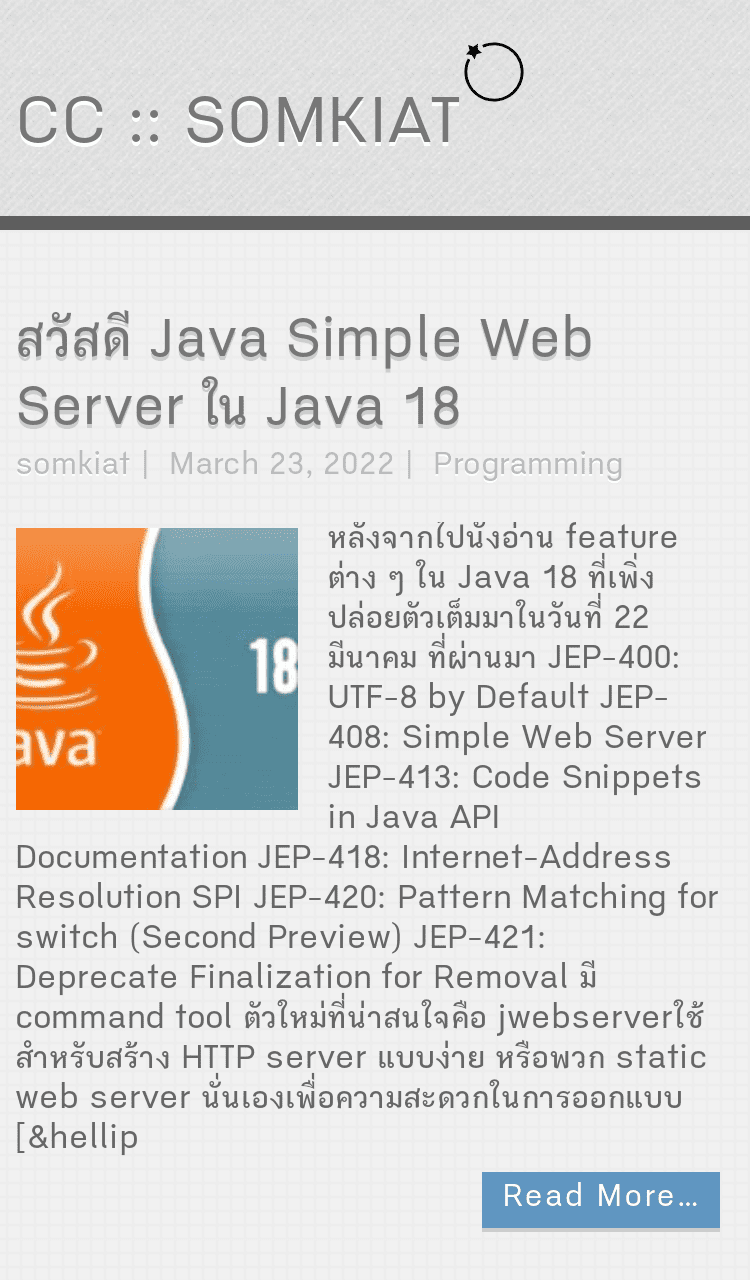 CC :: SOMKIAT
สวัสดี Java Simple Web
Server ใน Java 18
somkiat | March 23, 2022 | Programming
หลังจากไปนั่งอ่าน feature
ต่าง ๆ ใน Java 18 ที่เพิ่ง
ปล่อยตัวเต็มมาในวันที่ 22
มีนาคม ที่ผ่านมา JEP-400:
UTF-8 by Default JEP-
408: Simple Web Server
JEP-413: Code Snippets
in Java API
18
ava
Documentation JEP-418: Internet-Address
Resolution SPI JEP-420: Pattern Matching for
switch (Second Preview) JEP-421:
Deprecate Finalization for Removal มี
command tool ตัวใหม่ที่น่าสนใจคือ jwebserverใช้
สำหรับสร้าง HTTP server แบบง่าย หรือพวก static
web server นั่นเองเพื่อความสะดวกในการออกแบบ
[&hellip
Read More…